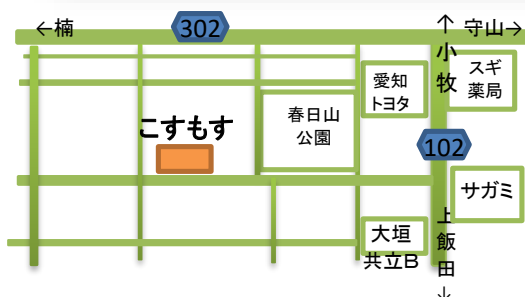 ←楠
302
↑
小
牧
守山→
スギ
薬局
愛知
トヨタ
春日山
公園
こすもす
102
サガミ
大垣
共立B
上
飯
田
↓